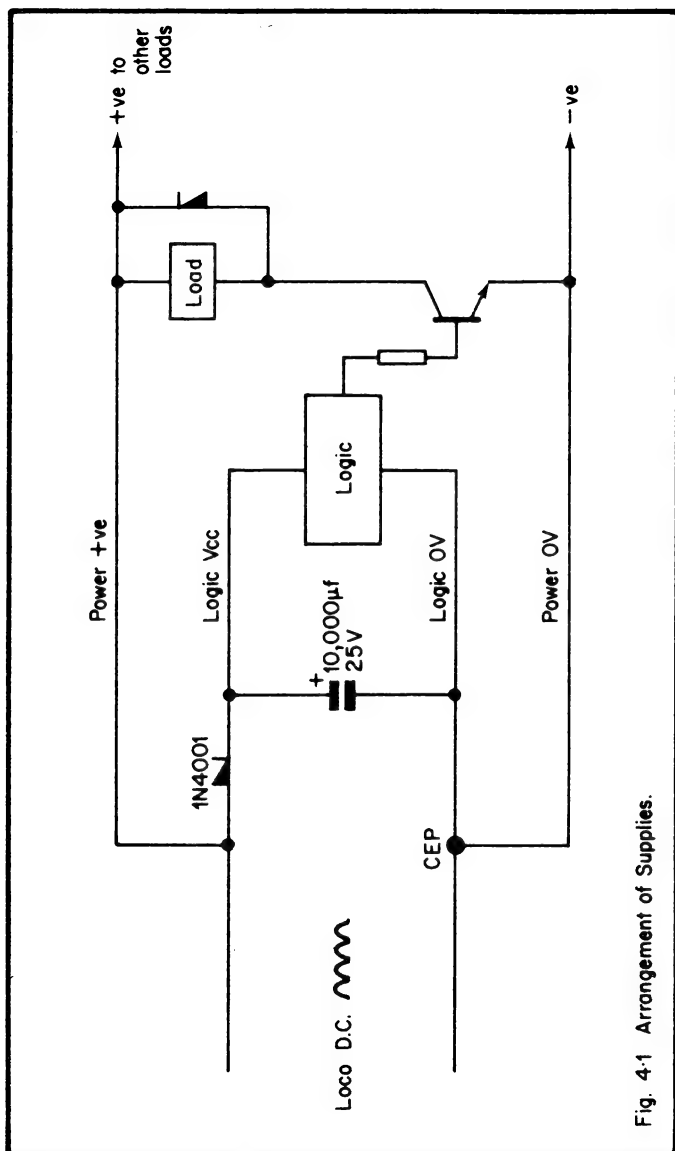 +ve to
other
loads
Power +ve
Load
Logic Vcc
1N4001
+
10,000µf
25V
Logic
Loco D.C.
Logic 0V
CEP
Power 0V
−ve
Fig. 4·1 Arrangement of Supplies.